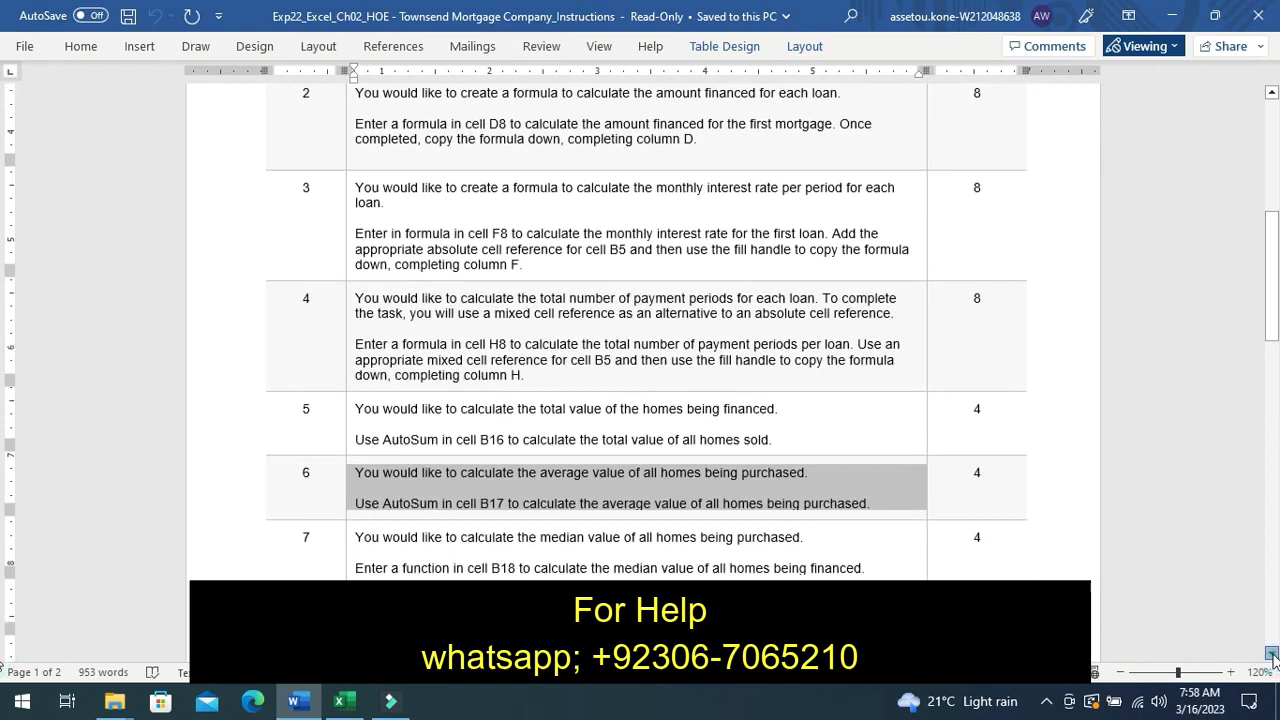 AutoSave Off
Exp22_Excel_Ch02_HOE - Townsend Mortgage Company_Instructions - Read-Only • Saved to this PC
assetou.kone-W212048638 AW
File Home Insert Draw Design Layout References Mailings Review View Help Table Design Layout Comments Viewing Share
1 2 3 4 5 7
2 You would like to create a formula to calculate the amount financed for each loan. 8
Enter a formula in cell D8 to calculate the amount financed for the first mortgage. Once
completed, copy the formula down, completing column D.
3 You would like to create a formula to calculate the monthly interest rate per period for each 8
loan.
Enter in formula in cell F8 to calculate the monthly interest rate for the first loan. Add the
appropriate absolute cell reference for cell B5 and then use the fill handle to copy the formula
down, completing column F.
4 You would like to calculate the total number of payment periods for each loan. To complete 8
the task, you will use a mixed cell reference as an alternative to an absolute cell reference.
Enter a formula in cell H8 to calculate the total number of payment periods per loan. Use an
appropriate mixed cell reference for cell B5 and then use the fill handle to copy the formula
down, completing column H.
5 You would like to calculate the total value of the homes being financed. 4
Use AutoSum in cell B16 to calculate the total value of all homes sold.
6 You would like to calculate the average value of all homes being purchased. 4
Use AutoSum in cell B17 to calculate the average value of all homes being purchased.
7 You would like to calculate the median value of all homes being purchased. 4
Enter a function in cell B18 to calculate the median value of all homes being financed.
For Help
whatsapp; +92306-7065210
Page 1 of 2 953 words 120%
21°C Light rain 7:58 AM
3/16/2023